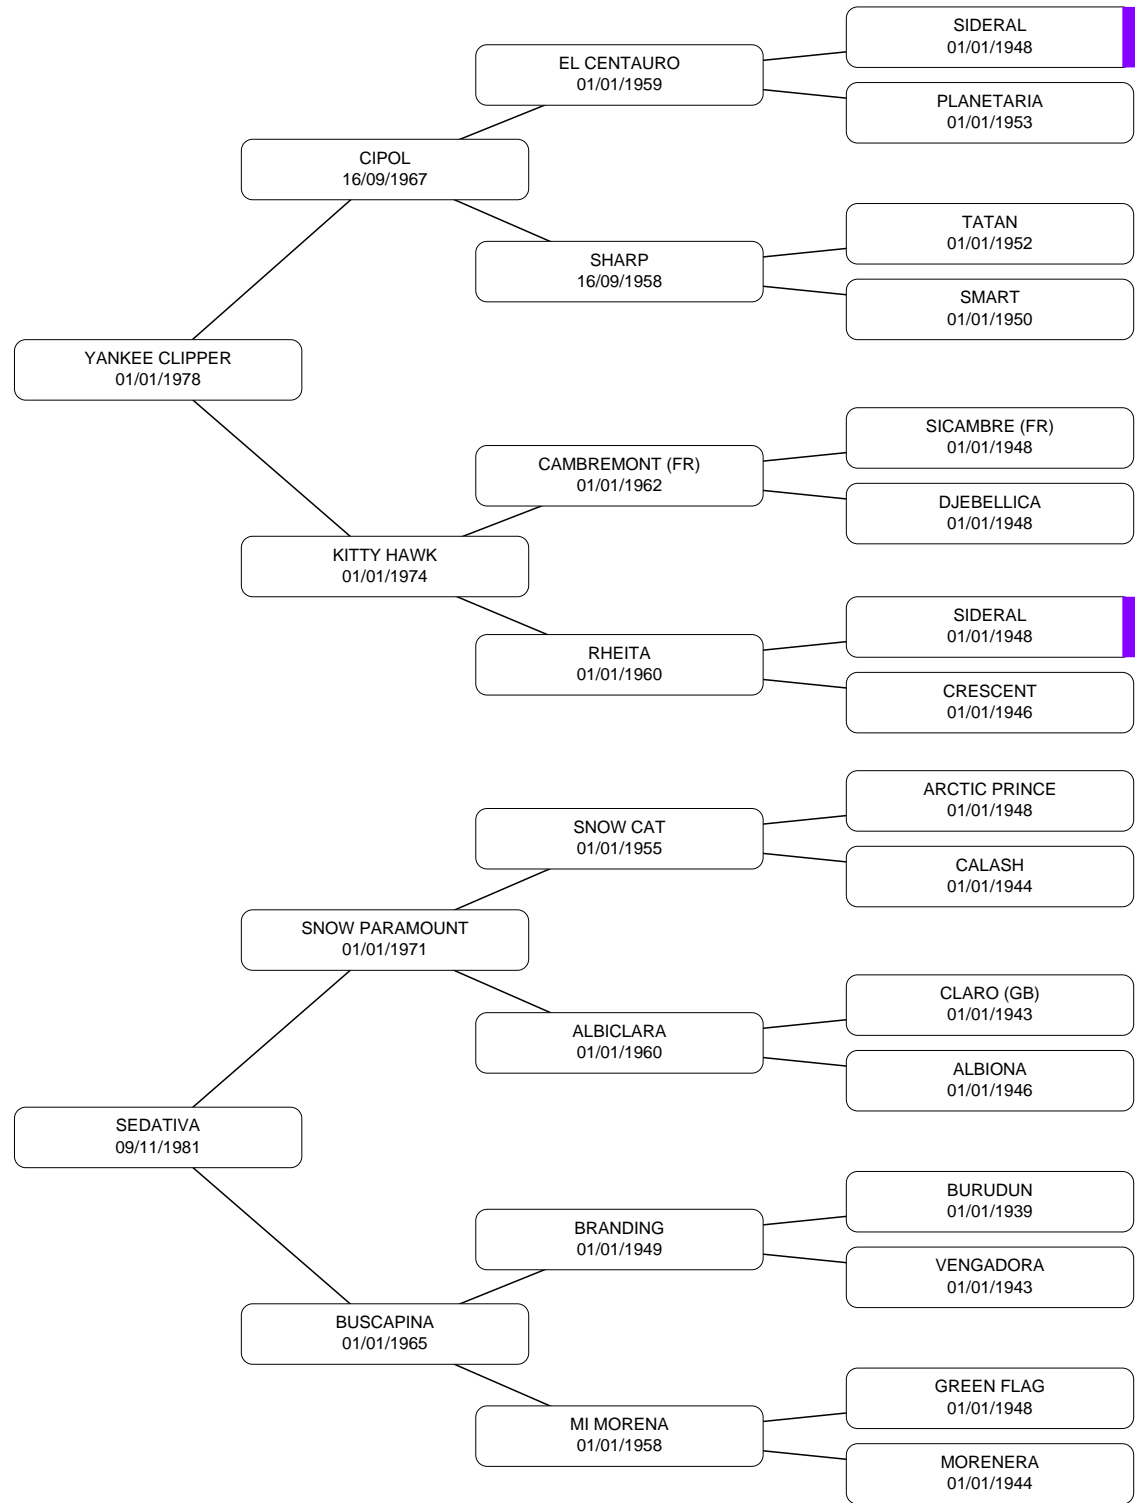 SIDERAL
01/01/1948
EL CENTAURO
01/01/1959
PLANETARIA
01/01/1953
CIPOL
16/09/1967
TATAN
01/01/1952
SHARP
16/09/1958
SMART
01/01/1950
YANKEE CLIPPER
01/01/1978
SICAMBRE (FR)
01/01/1948
CAMBREMONT (FR)
01/01/1962
DJEBELLICA
01/01/1948
KITTY HAWK
01/01/1974
SIDERAL
01/01/1948
RHEITA
01/01/1960
CRESCENT
01/01/1946
ARCTIC PRINCE
01/01/1948
SNOW CAT
01/01/1955
CALASH
01/01/1944
SNOW PARAMOUNT
01/01/1971
CLARO (GB)
01/01/1943
ALBICLARA
01/01/1960
ALBIONA
01/01/1946
SEDATIVA
09/11/1981
BURUDUN
01/01/1939
BRANDING
01/01/1949
VENGADORA
01/01/1943
BUSCAPINA
01/01/1965
GREEN FLAG
01/01/1948
MI MORENA
01/01/1958
MORENERA
01/01/1944